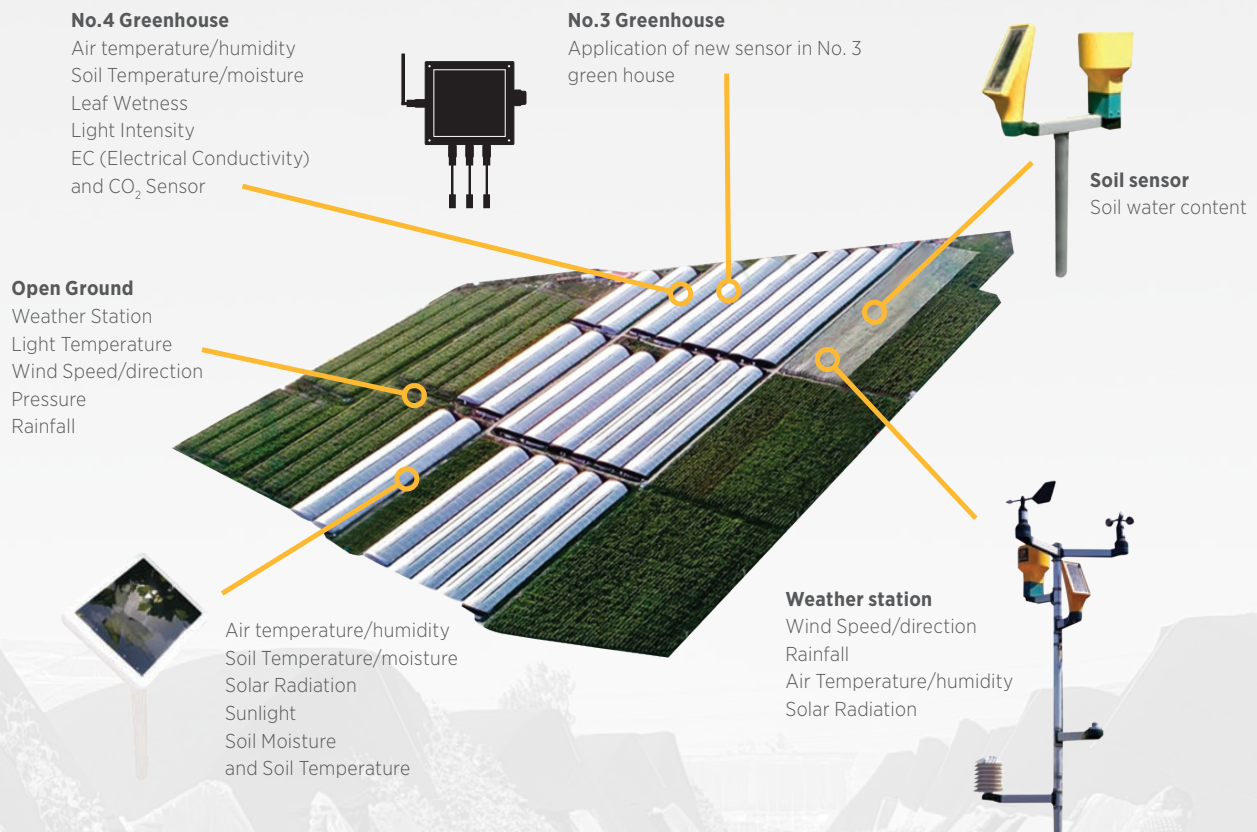 No.4 Greenhouse
Air temperature/humidity
Soil Temperature/moisture
Leaf Wetness
Light Intensity
EC (Electrical Conductivity)
and CO₂ Sensor
No.3 Greenhouse
Application of new sensor in No. 3
green house
Soil sensor
Soil water content
Open Ground
Weather Station
Light Temperature
Wind Speed/direction
Pressure
Rainfall
Air temperature/humidity
Soil Temperature/moisture
Solar Radiation
Sunlight
Soil Moisture
and Soil Temperature
Weather station
Wind Speed/direction
Rainfall
Air Temperature/humidity
Solar Radiation